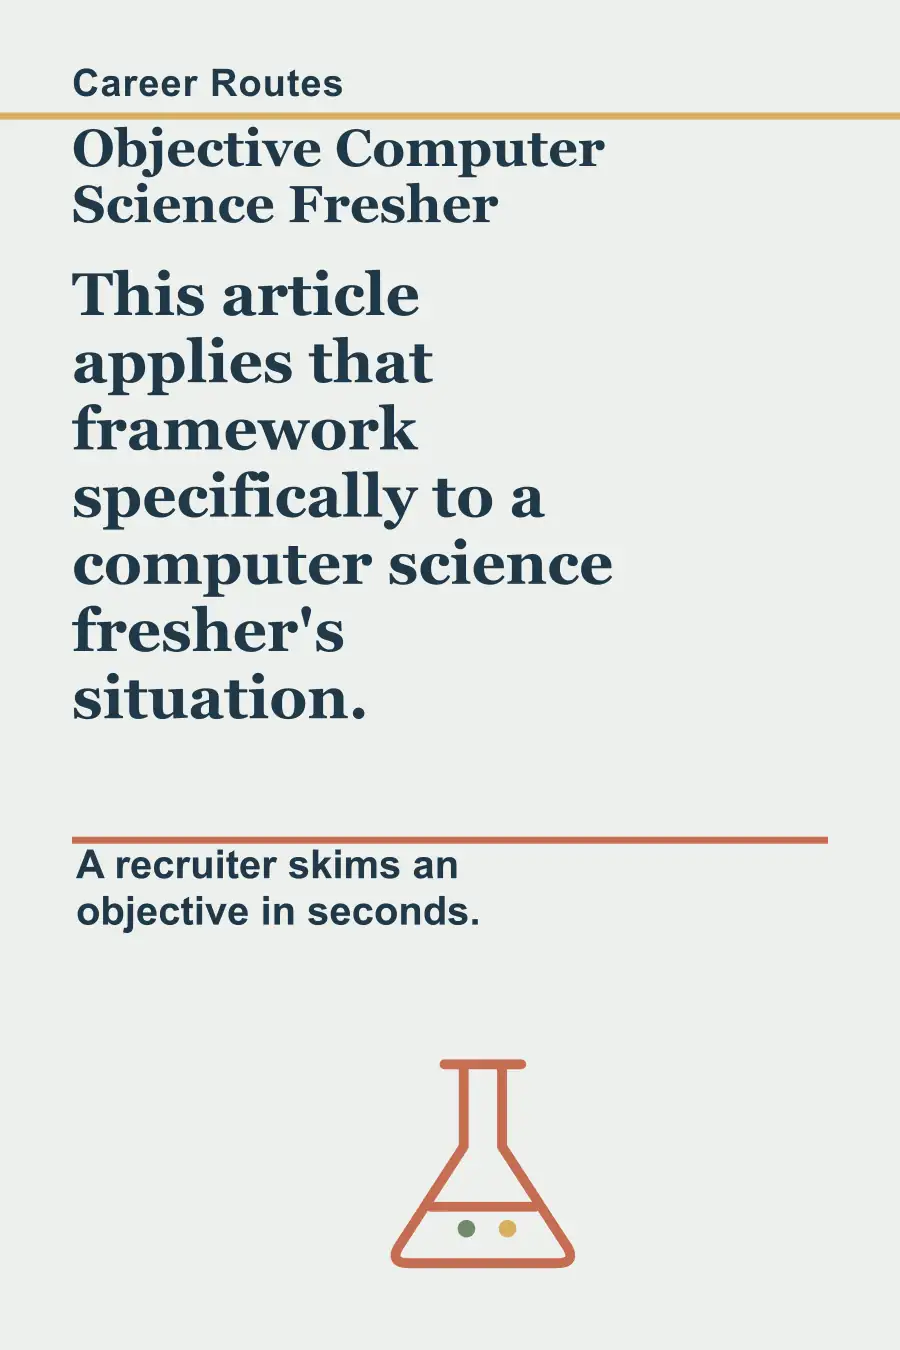 Career Routes
Objective Computer
Science Fresher
This article
applies that
framework
specifically to a
computer science
fresher's
situation.
A recruiter skims an
objective in seconds.